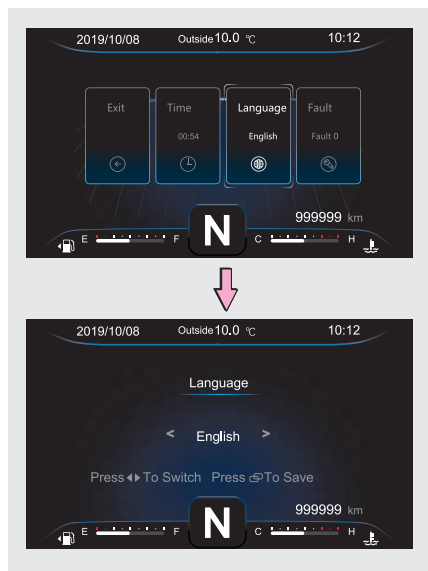 2019/10/08 Outside 10.0 ℃ 10:12
Exit Time Language Fault
00:54 English Fault 0
999999 km
E F N C H
2019/10/08 Outside 10.0 ℃ 10:12
Language
< English >
Press To Switch Press To Save
999999 km
E F N C H